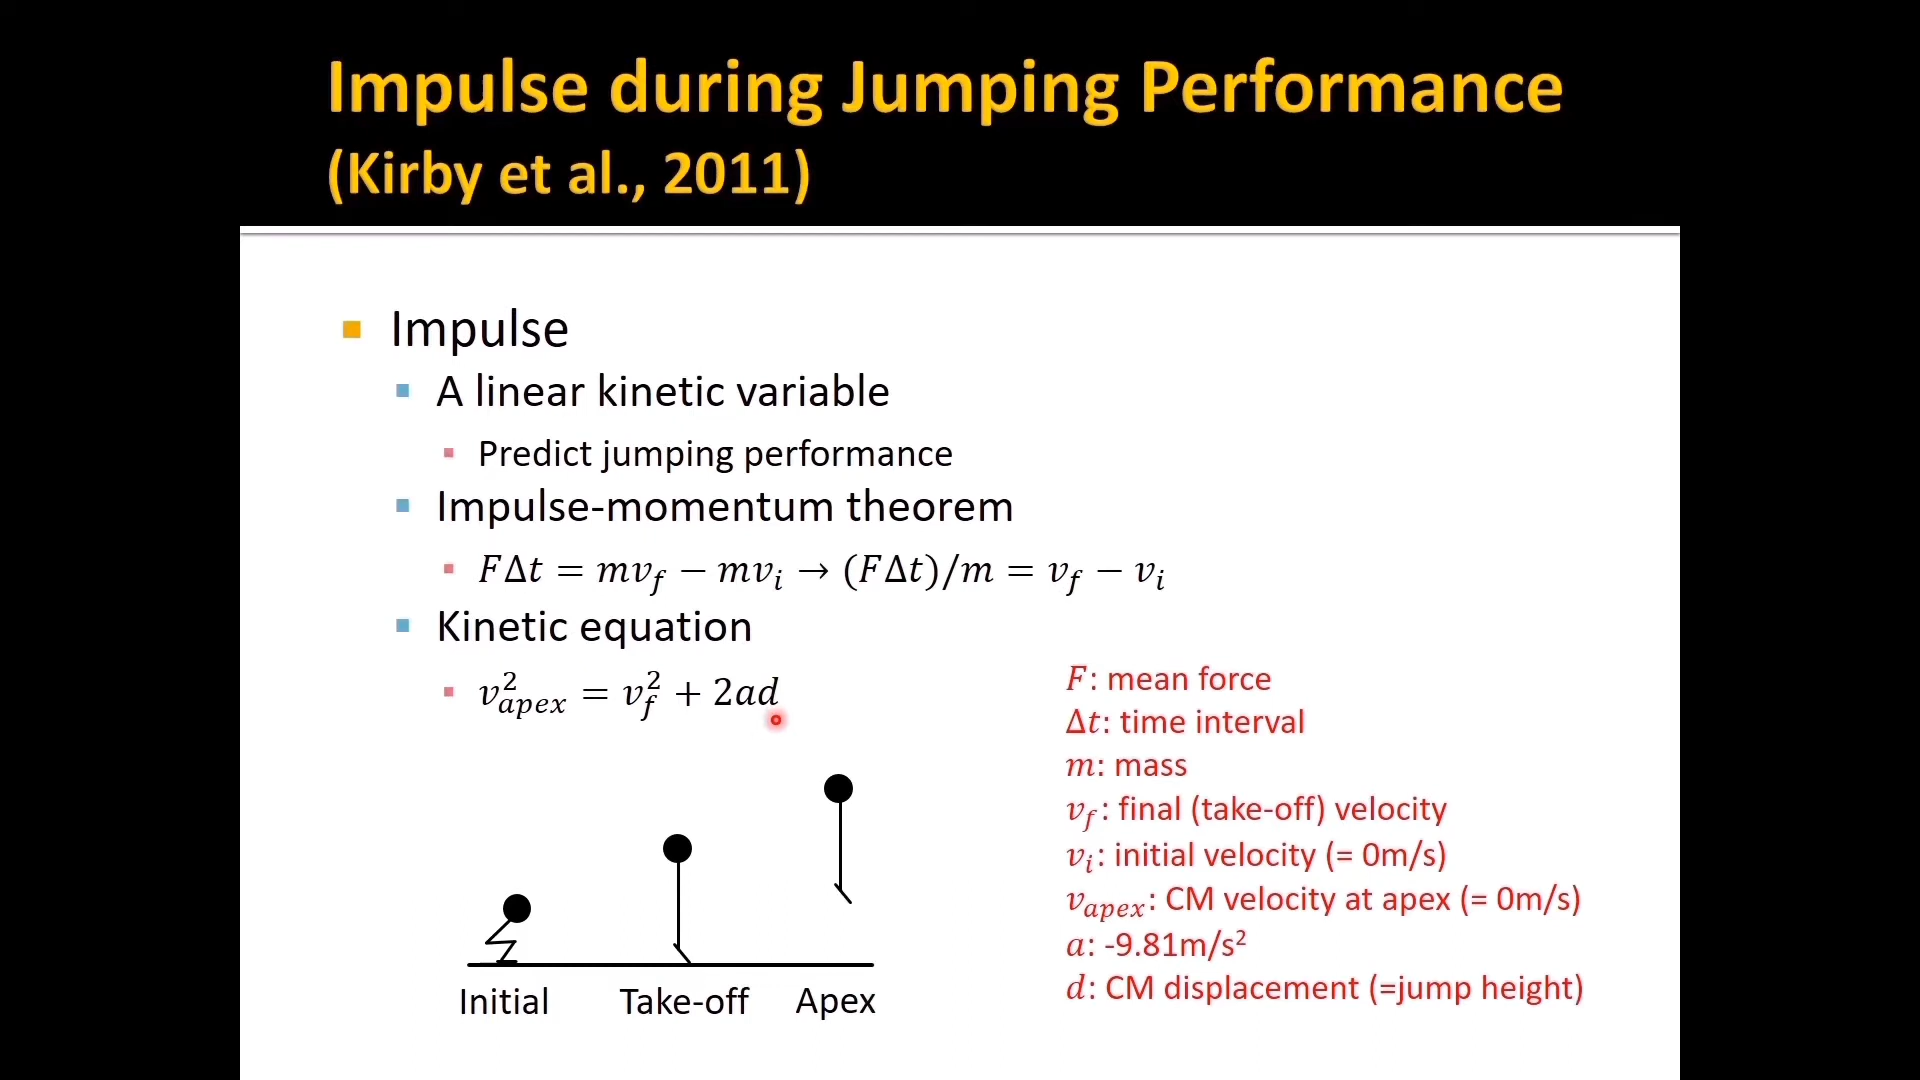 Impulse during Jumping Performance
(Kirby et al., 2011)
Impulse
A linear kinetic variable
Predict jumping performance
Impulse-momentum theorem
𝐹Δ𝑡 = 𝑚𝑣_𝑓 − 𝑚𝑣_𝑖 → (𝐹Δ𝑡)/𝑚 = 𝑣_𝑓 − 𝑣_𝑖
Kinetic equation
𝑣²_𝑎𝑝𝑒𝑥 = 𝑣²_𝑓 + 2𝑎𝑑
𝐹: mean force
Δ𝑡: time interval
𝑚: mass
𝑣_𝑓: final (take-off) velocity
𝑣_𝑖: initial velocity (= 0m/s)
𝑣_𝑎𝑝𝑒𝑥: CM velocity at apex (= 0m/s)
𝑎: -9.81m/s²
𝑑: CM displacement (=jump height)
Initial Take-off Apex